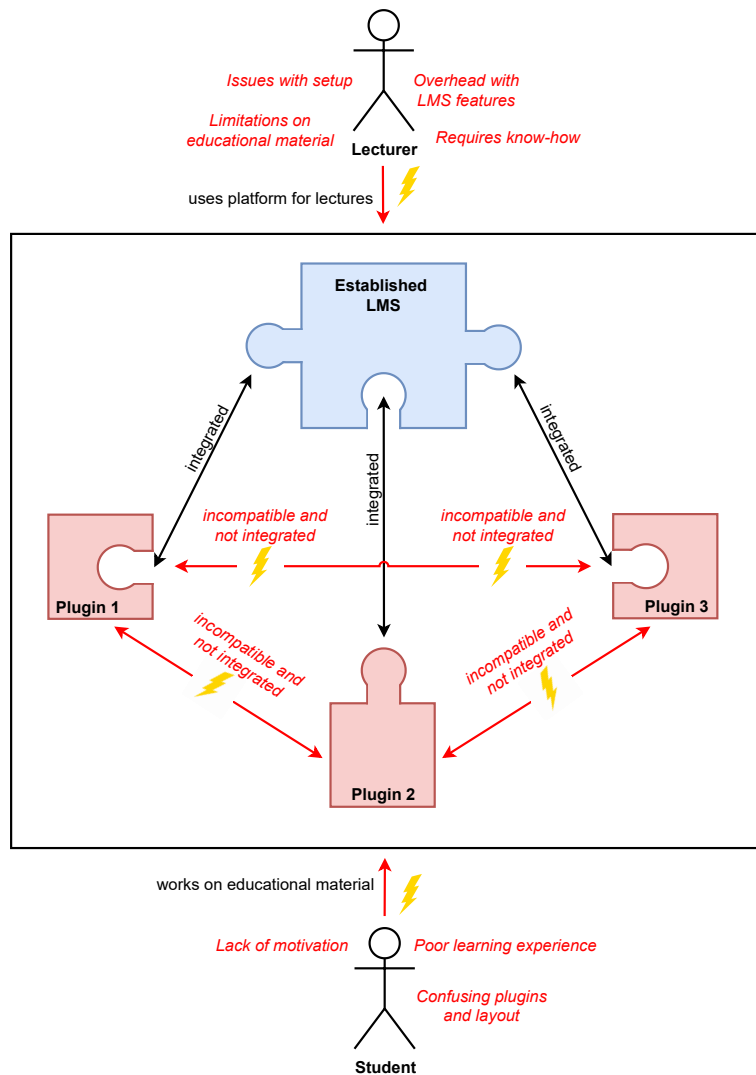 Issues with setup
Overhead with
LMS features
Limitations on
educational material
Requires know-how
Lecturer
uses platform for lectures
Established
LMS
integrated
integrated
integrated
incompatible and
not integrated
incompatible and
not integrated
Plugin 1
Plugin 3
incompatible and
not integrated
incompatible and
not integrated
Plugin 2
works on educational material
Lack of motivation
Poor learning experience
Confusing plugins
and layout
Student